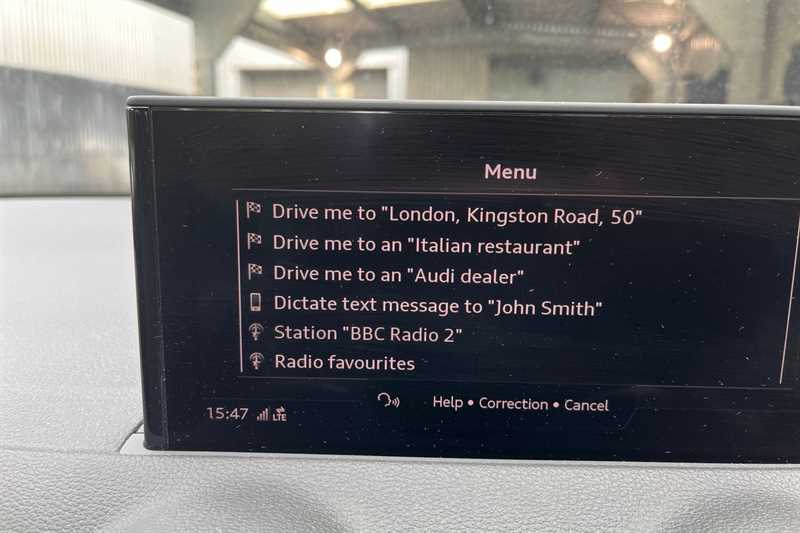 Menu
Drive me to "London, Kingston Road, 50"
Drive me to an "Italian restaurant"
Drive me to an "Audi dealer"
Dictate text message to "John Smith"
Station "BBC Radio 2"
Radio favourites
Help • Correction • Cancel
15:47 LTE